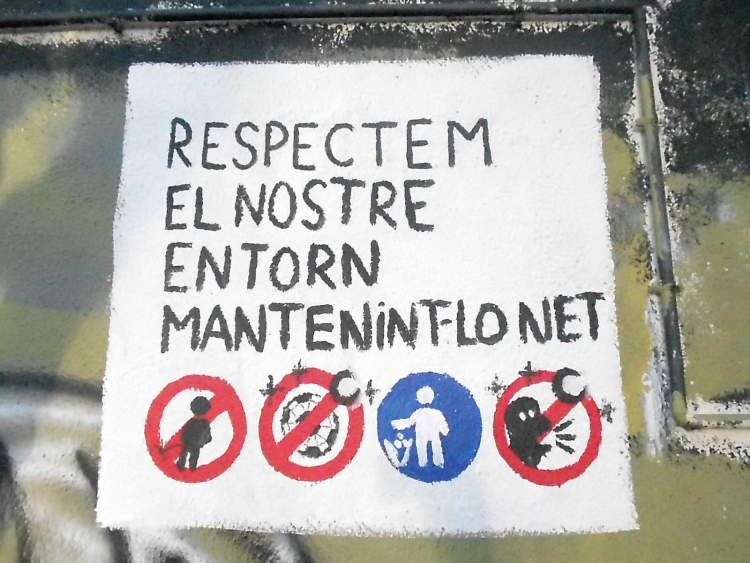 RESPECTEM
EL NOSTRE
ENTORN
MANTENiNT-LO NET